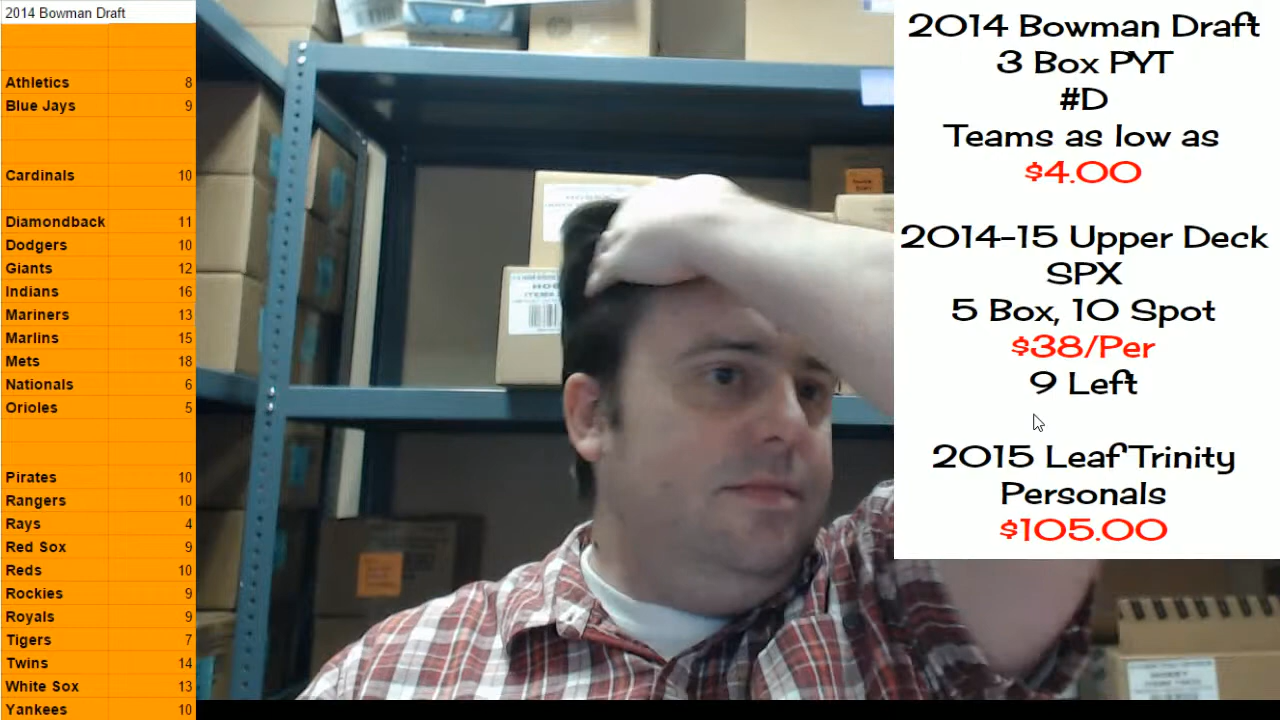 2014 Bowman Draft
Athletics 8
Blue Jays 9
Cardinals 10
Diamondback 11
Dodgers 10
Giants 12
Indians 16
Mariners 13
Marlins 15
Mets 18
Nationals 6
Orioles 5
Pirates 10
Rangers 10
Rays 4
Red Sox 9
Reds 10
Rockies 9
Royals 9
Tigers 7
Twins 14
White Sox 13
Yankees 10
2014 Bowman Draft
3 Box PYT
#D
Teams as low as
$4.00
2014-15 Upper Deck
SPX
5 Box, 10 Spot
$38/Per
9 Left
2015 Leaf Trinity
Personals
$105.00